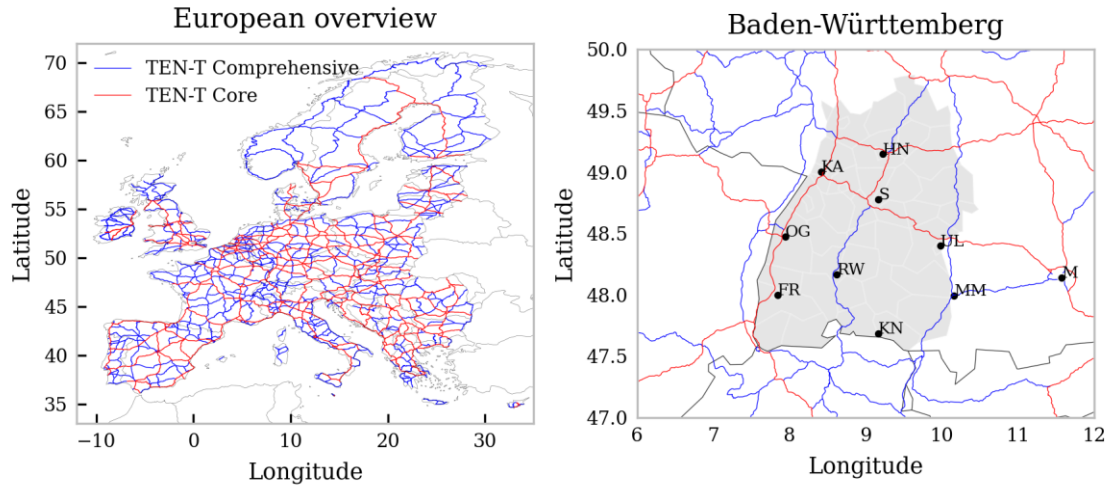 European overview
TEN-T Comprehensive
TEN-T Core
70
65
60
55
50
45
40
35
−10
0
10
20
30
Latitude
Longitude
Baden-Württemberg
50.0
49.5
49.0
48.5
48.0
47.5
47.0
6
7
8
9
10
11
12
Latitude
Longitude
HN
KA
S
OG
UL
RW
M
FR
MM
KN